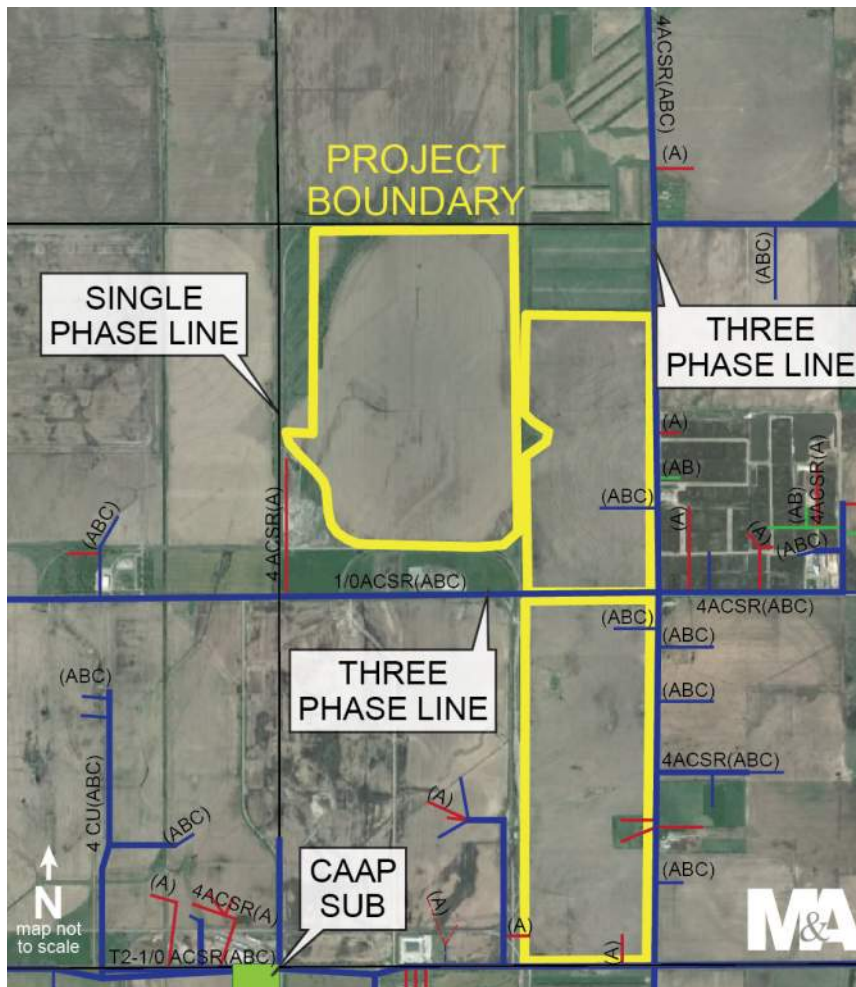 4ACSR(ABC)
(A)
PROJECT
BOUNDARY
(ABC)
SINGLE
PHASE LINE
THREE
PHASE LINE
(A)
(AB)
4ACSR(A)
(ABC)
(AB)
(A)
(A)
(ABC)
(ABC)
4 ACSR(A)
1/0ACSR(ABC)
4ACSR(ABC)
(ABC)
(ABC)
THREE
PHASE LINE
(ABC)
(ABC)
4ACSR(ABC)
4 CU(ABC)
(A)
(ABC)
CAAP
SUB
(ABC)
(A)
4ACSR(A)
(A)
N
map not
to scale
M&A
(A)
(A)
T2-1/0 ACSR(ABC)